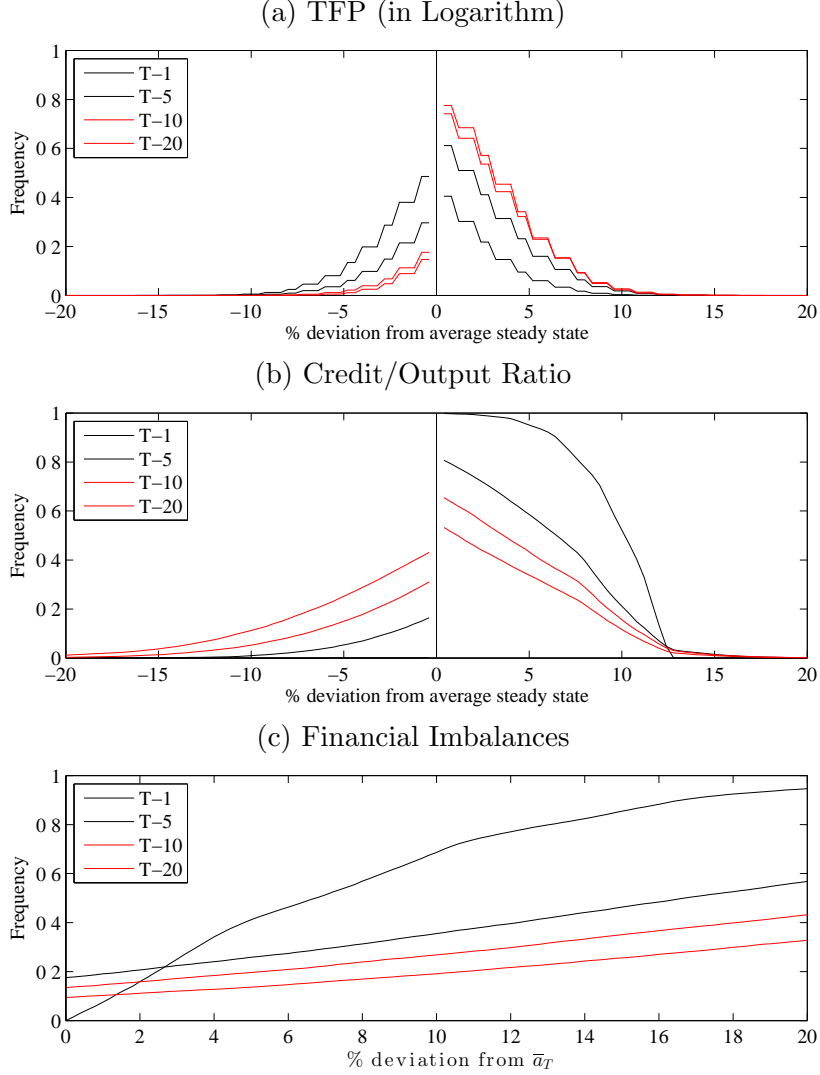 (a) TFP (in Logarithm)
1
0 8
0 6
0 4
0 2
0
Frequency
T−1
T−5
T−10
T−20
−20 −15 −10 −5 0 5 10 15 20
% deviation from average steady state
(b) Credit/Output Ratio
1
0 8
0 6
0 4
0 2
0
Frequency
T−1
T−5
T−10
T−20
−20 −15 −10 −5 0 5 10 15 20
% deviation from average steady state
(c) Financial Imbalances
1
0 8
0 6
0 4
0 2
0
Frequency
T−1
T−5
T−10
T−20
0 2 4 6 8 10 12 14 16 18 20
% deviation from a̅_T